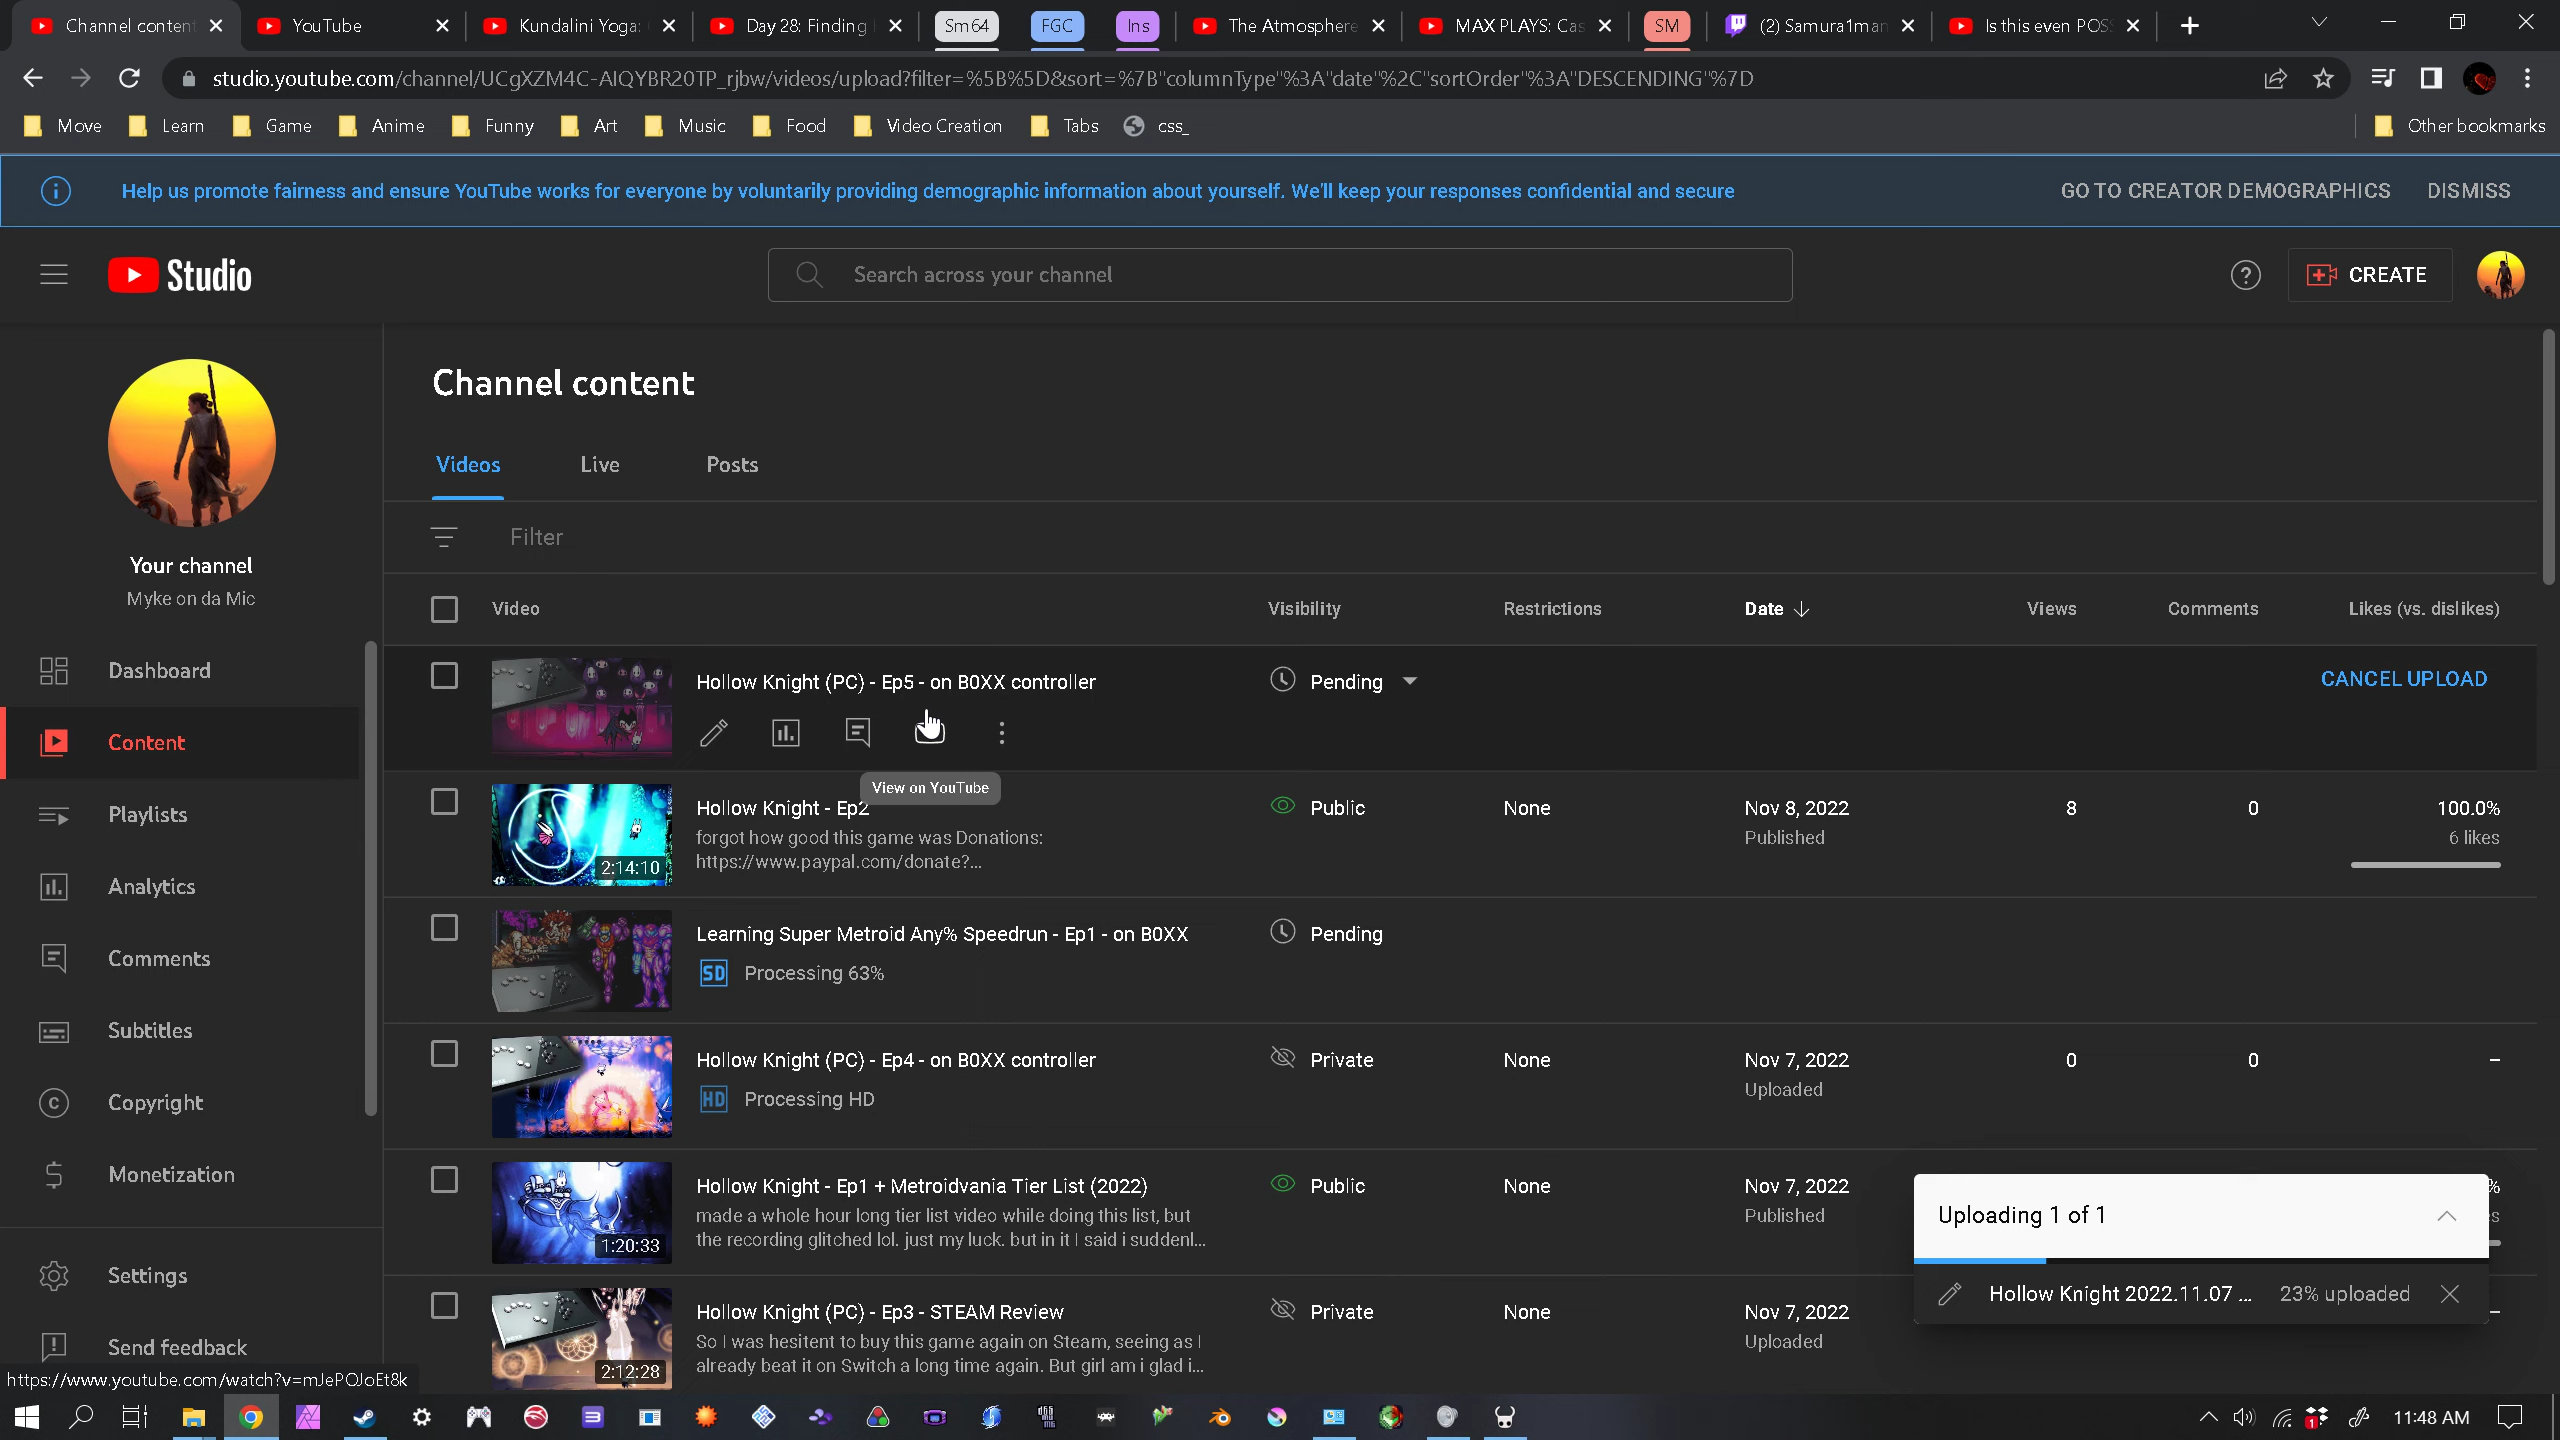 Channel content
YouTube
Kundalini Yoga:
Day 28: Finding
Sm64
FGC
Ins
The Atmosphere
MAX PLAYS: Cas
SM
(2) Samura1man
Is this even POS
studio.youtube.com/channel/UCgXZM4C-AIQYBR20TP_rjbw/videos/upload?filter=%5B%5D&sort=%7B"columnType"%3A"date"%2C"sortOrder"%3A"DESCENDING"%7D
Move
Learn
Game
Anime
Funny
Art
Music
Food
Video Creation
Tabs
css_
Other bookmarks
Help us promote fairness and ensure YouTube works for everyone by voluntarily providing demographic information about yourself. We'll keep your responses confidential and secure
GO TO CREATOR DEMOGRAPHICS
DISMISS
Studio
Search across your channel
CREATE
Your channel
Myke on da Mic
Dashboard
Content
Playlists
Analytics
Comments
Subtitles
Copyright
Monetization
Settings
Send feedback
Channel content
Videos
Live
Posts
Filter
Video
Visibility
Restrictions
Date
Views
Comments
Likes (vs. dislikes)
Hollow Knight (PC) - Ep5 - on B0XX controller
Pending
CANCEL UPLOAD
View on YouTube
2:14:10
Hollow Knight - Ep2
forgot how good this game was Donations:
https://www.paypal.com/donate?...
Public
None
Nov 8, 2022
Published
8
0
100.0%
6 likes
Learning Super Metroid Any% Speedrun - Ep1 - on B0XX
SD Processing 63%
Pending
Hollow Knight (PC) - Ep4 - on B0XX controller
HD Processing HD
Private
None
Nov 7, 2022
Uploaded
0
0
–
1:20:33
Hollow Knight - Ep1 + Metroidvania Tier List (2022)
made a whole hour long tier list video while doing this list, but
the recording glitched lol. just my luck. but in it I said i suddenl...
Public
None
Nov 7, 2022
Published
%
s
2:12:28
Hollow Knight (PC) - Ep3 - STEAM Review
So I was hesitent to buy this game again on Steam, seeing as I
already beat it on Switch a long time again. But girl am i glad i...
Private
None
Nov 7, 2022
Uploaded
–
Uploading 1 of 1
Hollow Knight 2022.11.07 ...
23% uploaded
https://www.youtube.com/watch?v=mJePOJoEt8k
11:48 AM